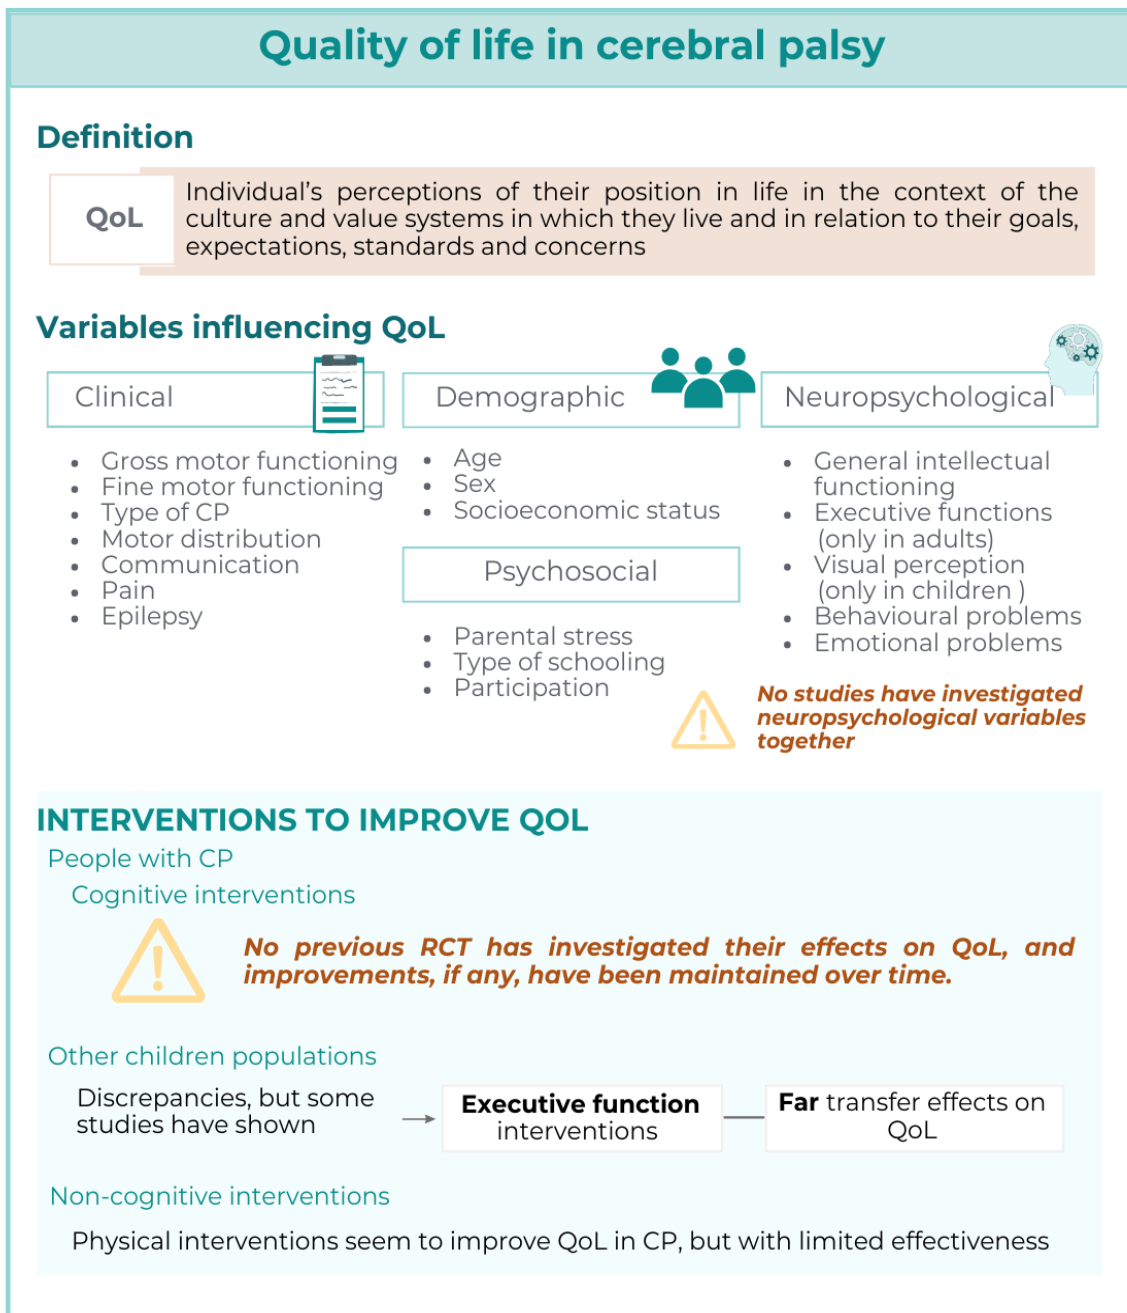 Quality of life in cerebral palsy
Definition
QoL
Individual’s perceptions of their position in life in the context of the
culture and value systems in which they live and in relation to their goals,
expectations, standards and concerns
Variables influencing QoL
Clinical
• Gross motor functioning
• Fine motor functioning
• Type of CP
• Motor distribution
• Communication
• Pain
• Epilepsy
Demographic
• Age
• Sex
• Socioeconomic status
Psychosocial
• Parental stress
• Type of schooling
• Participation
Neuropsychological
• General intellectual
functioning
• Executive functions
(only in adults)
• Visual perception
(only in children )
• Behavioural problems
• Emotional problems
No studies have investigated
neuropsychological variables
together
INTERVENTIONS TO IMPROVE QOL
People with CP
Cognitive interventions
No previous RCT has investigated their effects on QoL, and
improvements, if any, have been maintained over time.
Other children populations
Discrepancies, but some
studies have shown
Executive function
interventions
Far transfer effects on
QoL
Non-cognitive interventions
Physical interventions seem to improve QoL in CP, but with limited effectiveness